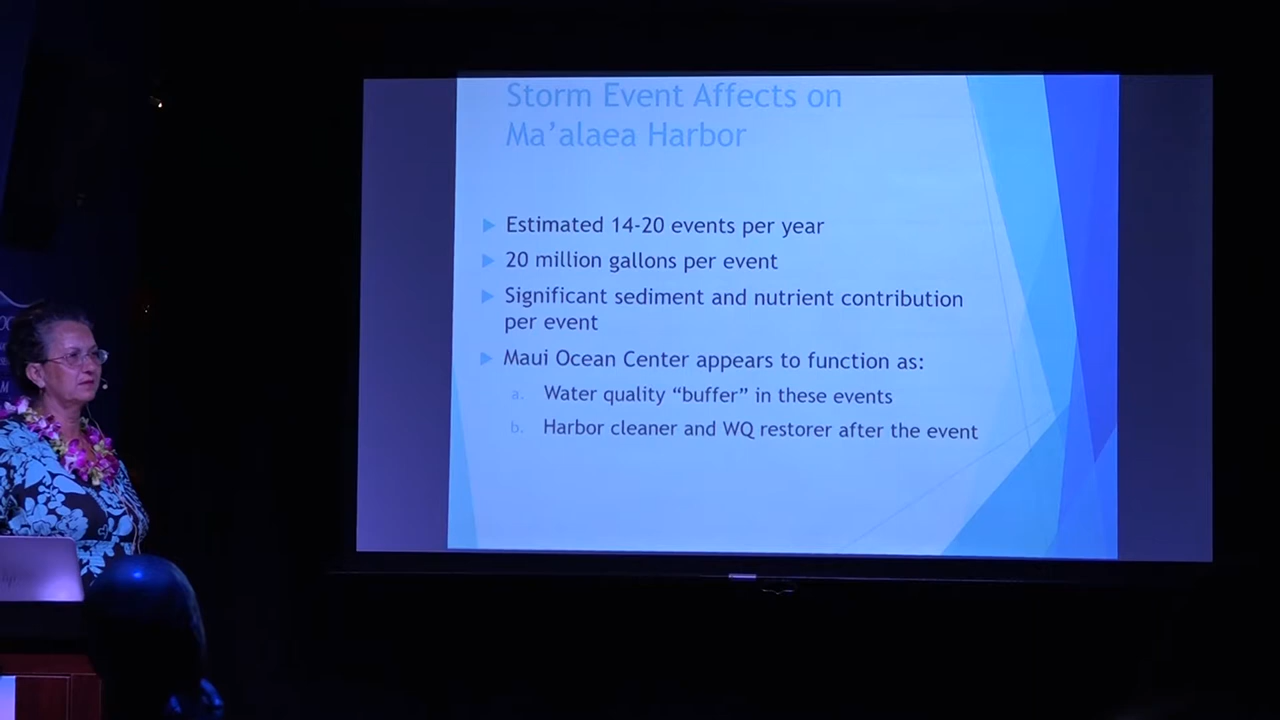 Storm Event Affects on
Ma’alaea Harbor
Estimated 14-20 events per year
20 million gallons per event
Significant sediment and nutrient contribution
per event
Maui Ocean Center appears to function as:
a. Water quality “buffer” in these events
b. Harbor cleaner and WQ restorer after the event